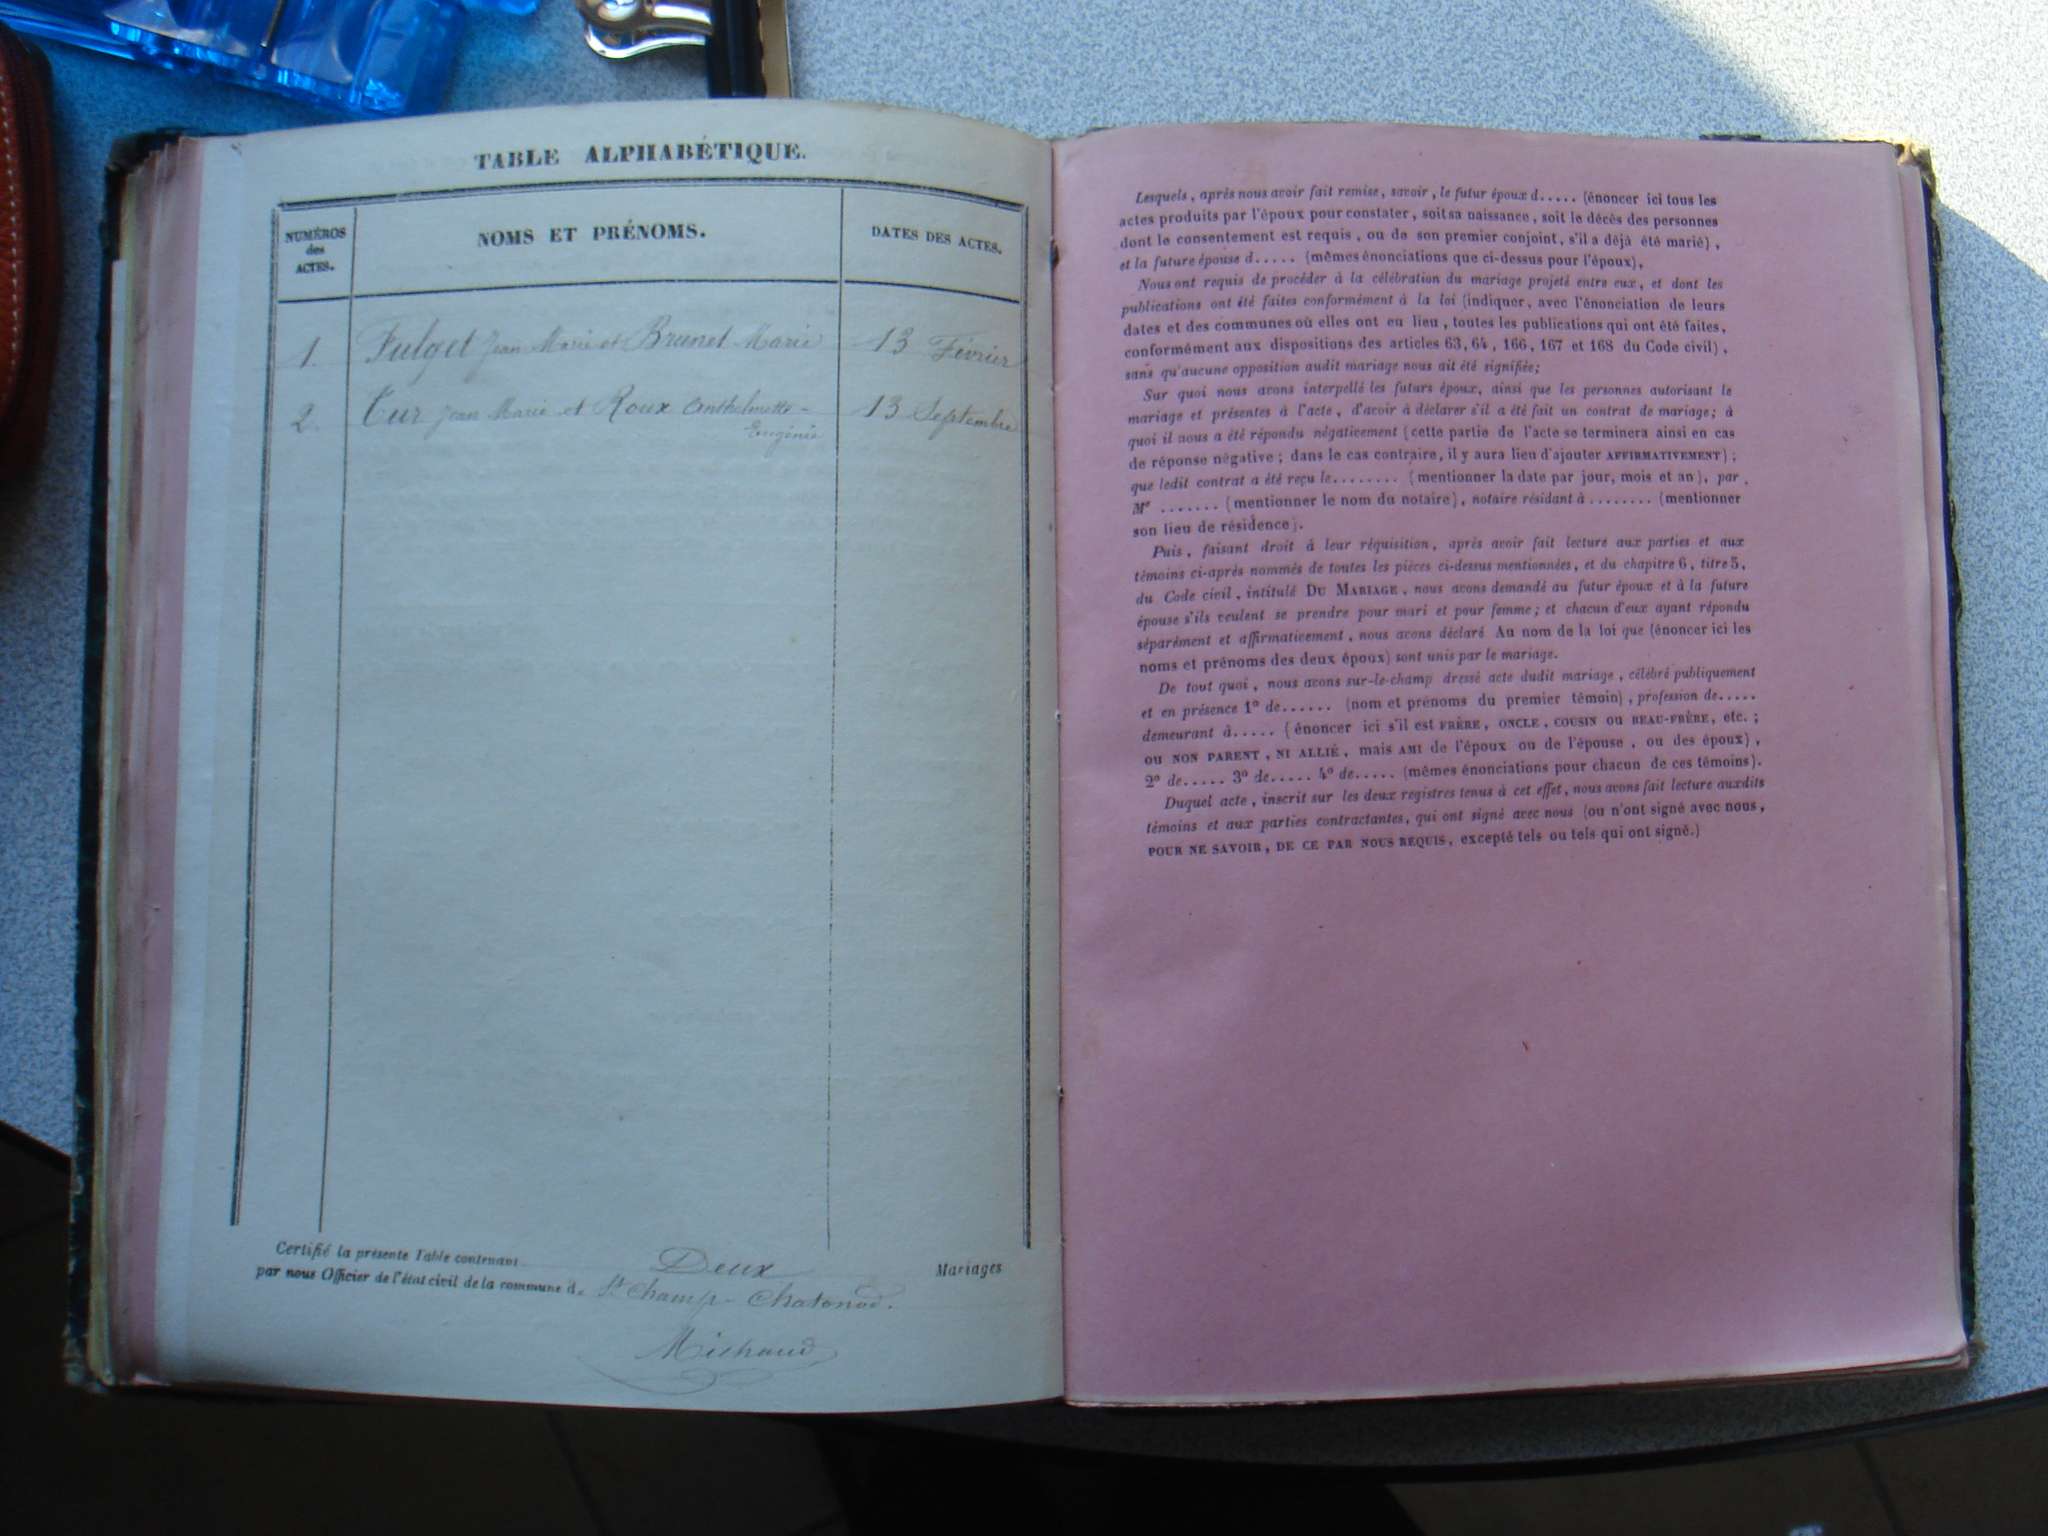 TABLE ALPHABÉTIQUE.
NUMÉROS
des
ACTES.
NOMS ET PRÉNOMS.
DATES DES ACTES.
1. Fulget Jean Marie et Brunet Marie 13 Février
2. Tur Jean Marie et Roux Anthelmette- 13 Septembre
Eugénie
Certifié la présente Table contenant Deux Mariages
par nous Officier de l'état civil de la commune d. St Champ-Chatonod.
Michaud
Lesquels, après nous avoir fait remise, savoir, le futur époux d..... (énoncer ici tous les
actes produits par l'époux pour constater, soit sa naissance, soit le décès des personnes
dont le consentement est requis, ou de son premier conjoint, s'il a déjà été marié),
et la future épouse d..... (mêmes énonciations que ci-dessus pour l'époux),
Nous ont requis de procéder à la célébration du mariage projeté entre eux, et dont les
publications ont été faites conformément à la loi (indiquer, avec l'énonciation de leurs
dates et des communes où elles ont eu lieu, toutes les publications qui ont été faites,
conformément aux dispositions des articles 63, 64, 166, 167 et 168 du Code civil),
sans qu'aucune opposition audit mariage nous ait été signifiée;
Sur quoi nous avons interpellé les futurs époux, ainsi que les personnes autorisant le
mariage et présentes à l'acte, d'avoir à déclarer s'il a été fait un contrat de mariage; à
quoi il nous a été répondu négativement (cette partie de l'acte se terminera ainsi en cas
de réponse négative; dans le cas contraire, il y aura lieu d'ajouter AFFIRMATIVEMENT);
que ledit contrat a été reçu le........ (mentionner la date par jour, mois et an), par
Me ....... (mentionner le nom du notaire), notaire résidant à ........ (mentionner
son lieu de résidence).
Puis, faisant droit à leur réquisition, après avoir fait lecture aux parties et aux
témoins ci-après nommés de toutes les pièces ci-dessus mentionnées, et du chapitre 6, titre 5,
du Code civil, intitulé DU MARIAGE, nous avons demandé au futur époux et à la future
épouse s'ils veulent se prendre pour mari et pour femme; et chacun d'eux ayant répondu
séparément et affirmativement, nous avons déclaré Au nom de la loi que (énoncer ici les
noms et prénoms des deux époux) sont unis par le mariage.
De tout quoi, nous avons sur-le-champ dressé acte dudit mariage, célébré publiquement
et en présence 1° de...... (nom et prénoms du premier témoin), profession de.....
demeurant à..... (énoncer ici s'il est FRÈRE, ONCLE, COUSIN OU BEAU-FRÈRE, etc.;
OU NON PARENT, NI ALLIÉ, mais AMI de l'époux ou de l'épouse, ou des époux),
2° de..... 3° de..... 4° de..... (mêmes énonciations pour chacun de ces témoins).
Duquel acte, inscrit sur les deux registres tenus à cet effet, nous avons fait lecture auxdits
témoins et aux parties contractantes, qui ont signé avec nous (ou n'ont signé avec nous,
POUR NE SAVOIR, DE CE PAR NOUS REQUIS, excepté tels ou tels qui ont signé.)